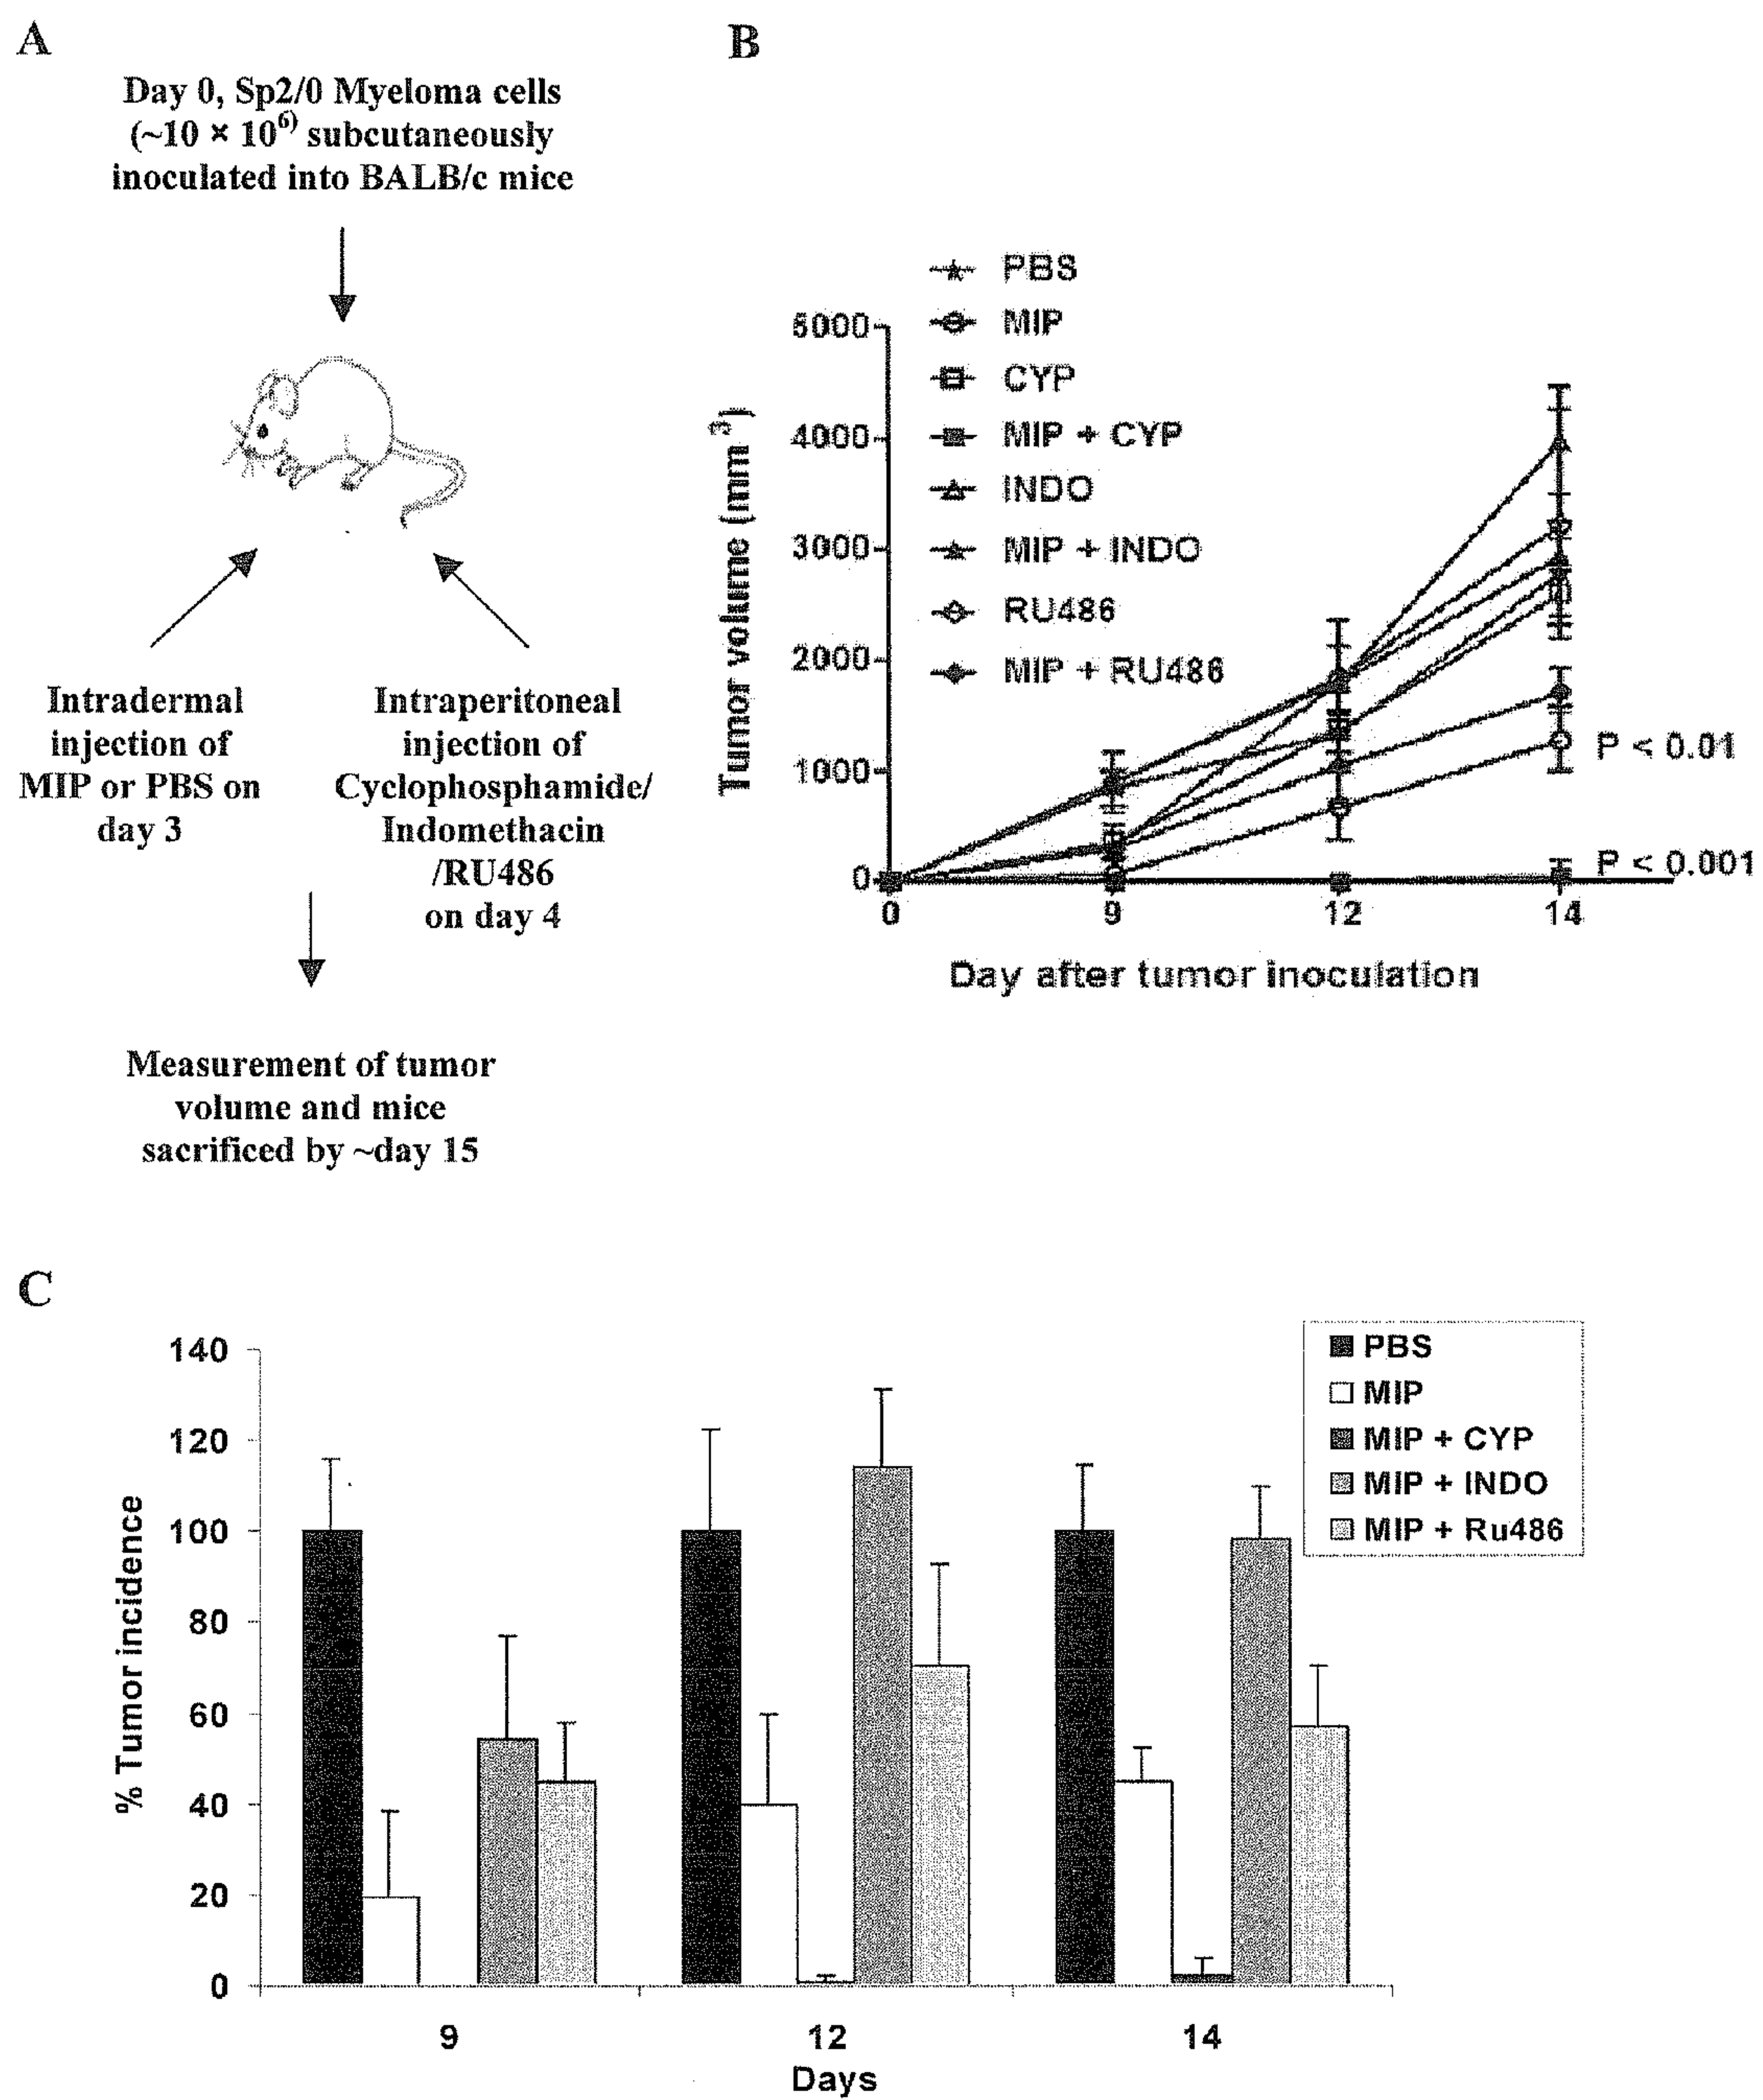 A
Day 0, Sp2/0 Myeloma cells
(~10 × 10⁶⁾ subcutaneously
inoculated into BALB/c mice
Intradermal
injection of
MIP or PBS on
day 3
Intraperitoneal
injection of
Cyclophosphamide/
Indomethacin
/RU486
on day 4
Measurement of tumor
volume and mice
sacrificed by ~day 15
B
PBS
MIP
CYP
MIP + CYP
INDO
MIP + INDO
RU486
MIP + RU486
5000
4000
3000
2000
1000
0
Tumor volume (mm ³)
P < 0.01
P < 0.001
0 9 12 14
Day after tumor inoculation
C
140
120
100
80
60
40
20
0
% Tumor incidence
PBS
MIP
MIP + CYP
MIP + INDO
MIP + Ru486
9 12 14
Days